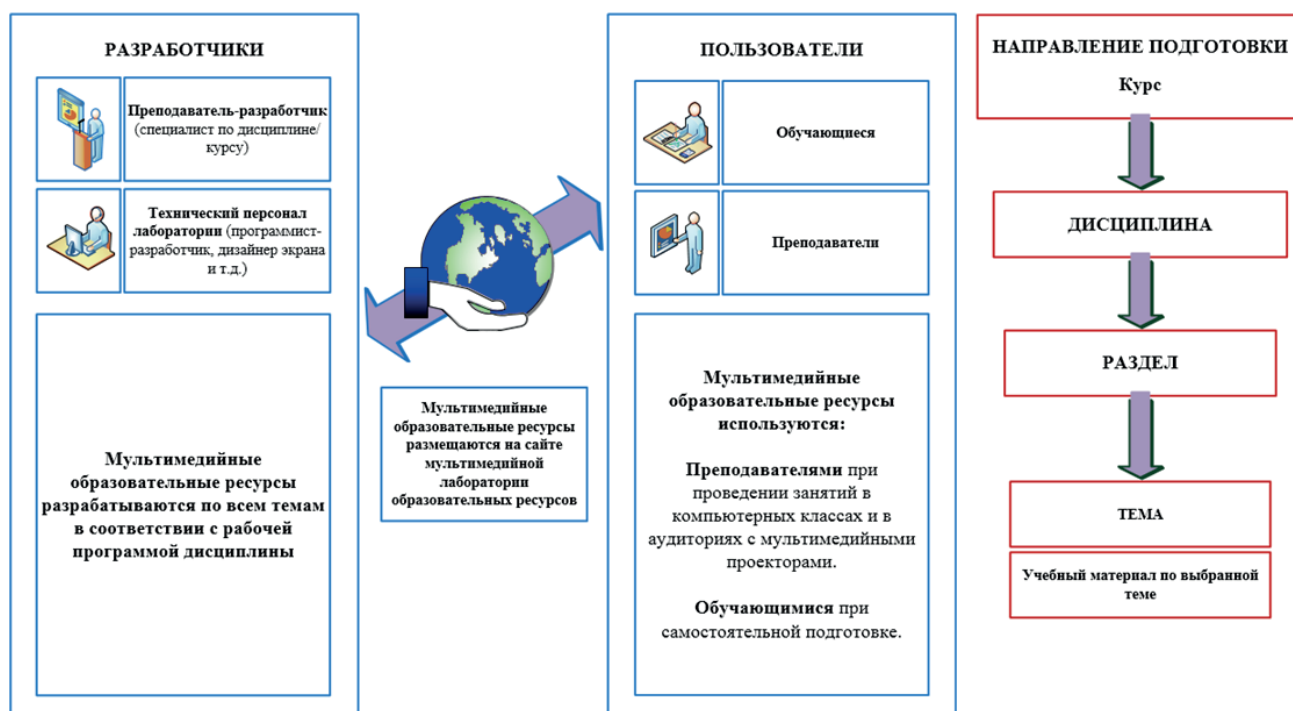 РАЗРАБОТЧИКИ
Преподаватель-разработчик
(специалист по дисциплине/
курсу)
Технический персонал
лаборатории (программист-
разработчик, дизайнер экрана
и т.д.)
Мультимедийные
образовательные ресурсы
разрабатываются по всем темам
в соответствии с рабочей
программой дисциплины
Мультимедийные
образовательные ресурсы
размещаются на сайте
мультимедийной
лаборатории
образовательных ресурсов
ПОЛЬЗОВАТЕЛИ
Обучающиеся
Преподаватели
Мультимедийные
образовательные ресурсы
используются:
Преподавателями при
проведении занятий в
компьютерных классах и в
аудиториях с мультимедийными
проекторами.
Обучающимися при
самостоятельной подготовке.
НАПРАВЛЕНИЕ ПОДГОТОВКИ
Курс
ДИСЦИПЛИНА
РАЗДЕЛ
ТЕМА
Учебный материал по выбранной
теме